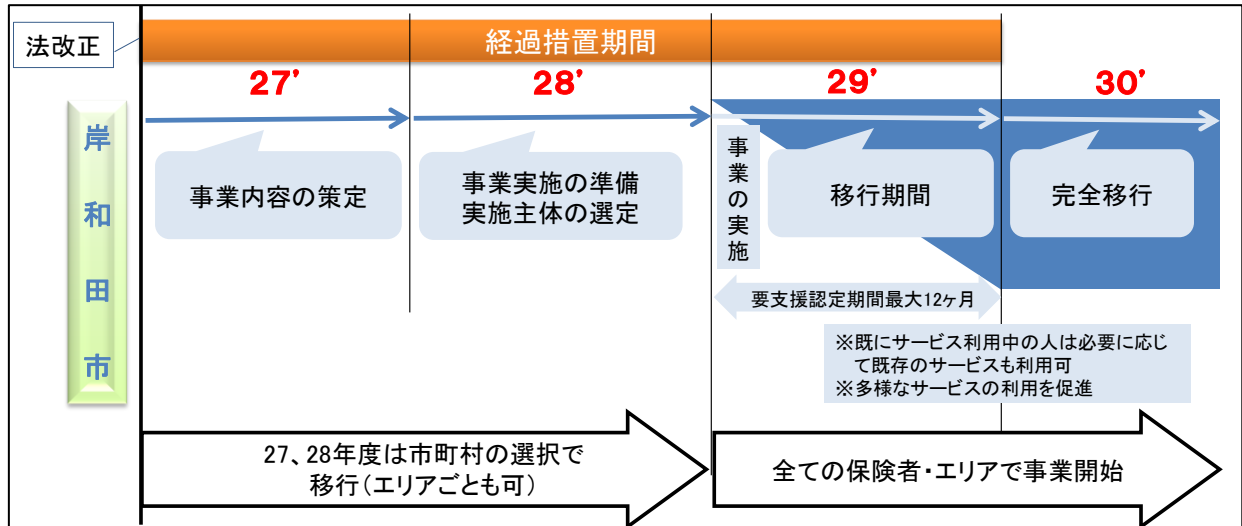 法改正
経過措置期間
27'
28'
29'
30'
岸和田市
事業内容の策定
事業実施の準備
実施主体の選定
事業の実施
移行期間
完全移行
要支援認定期間最大12ヶ月
※既にサービス利用中の人は必要に応じ
て既存のサービスも利用可
※多様なサービスの利用を促進
27、28年度は市町村の選択で
移行(エリアごとも可)
全ての保険者・エリアで事業開始